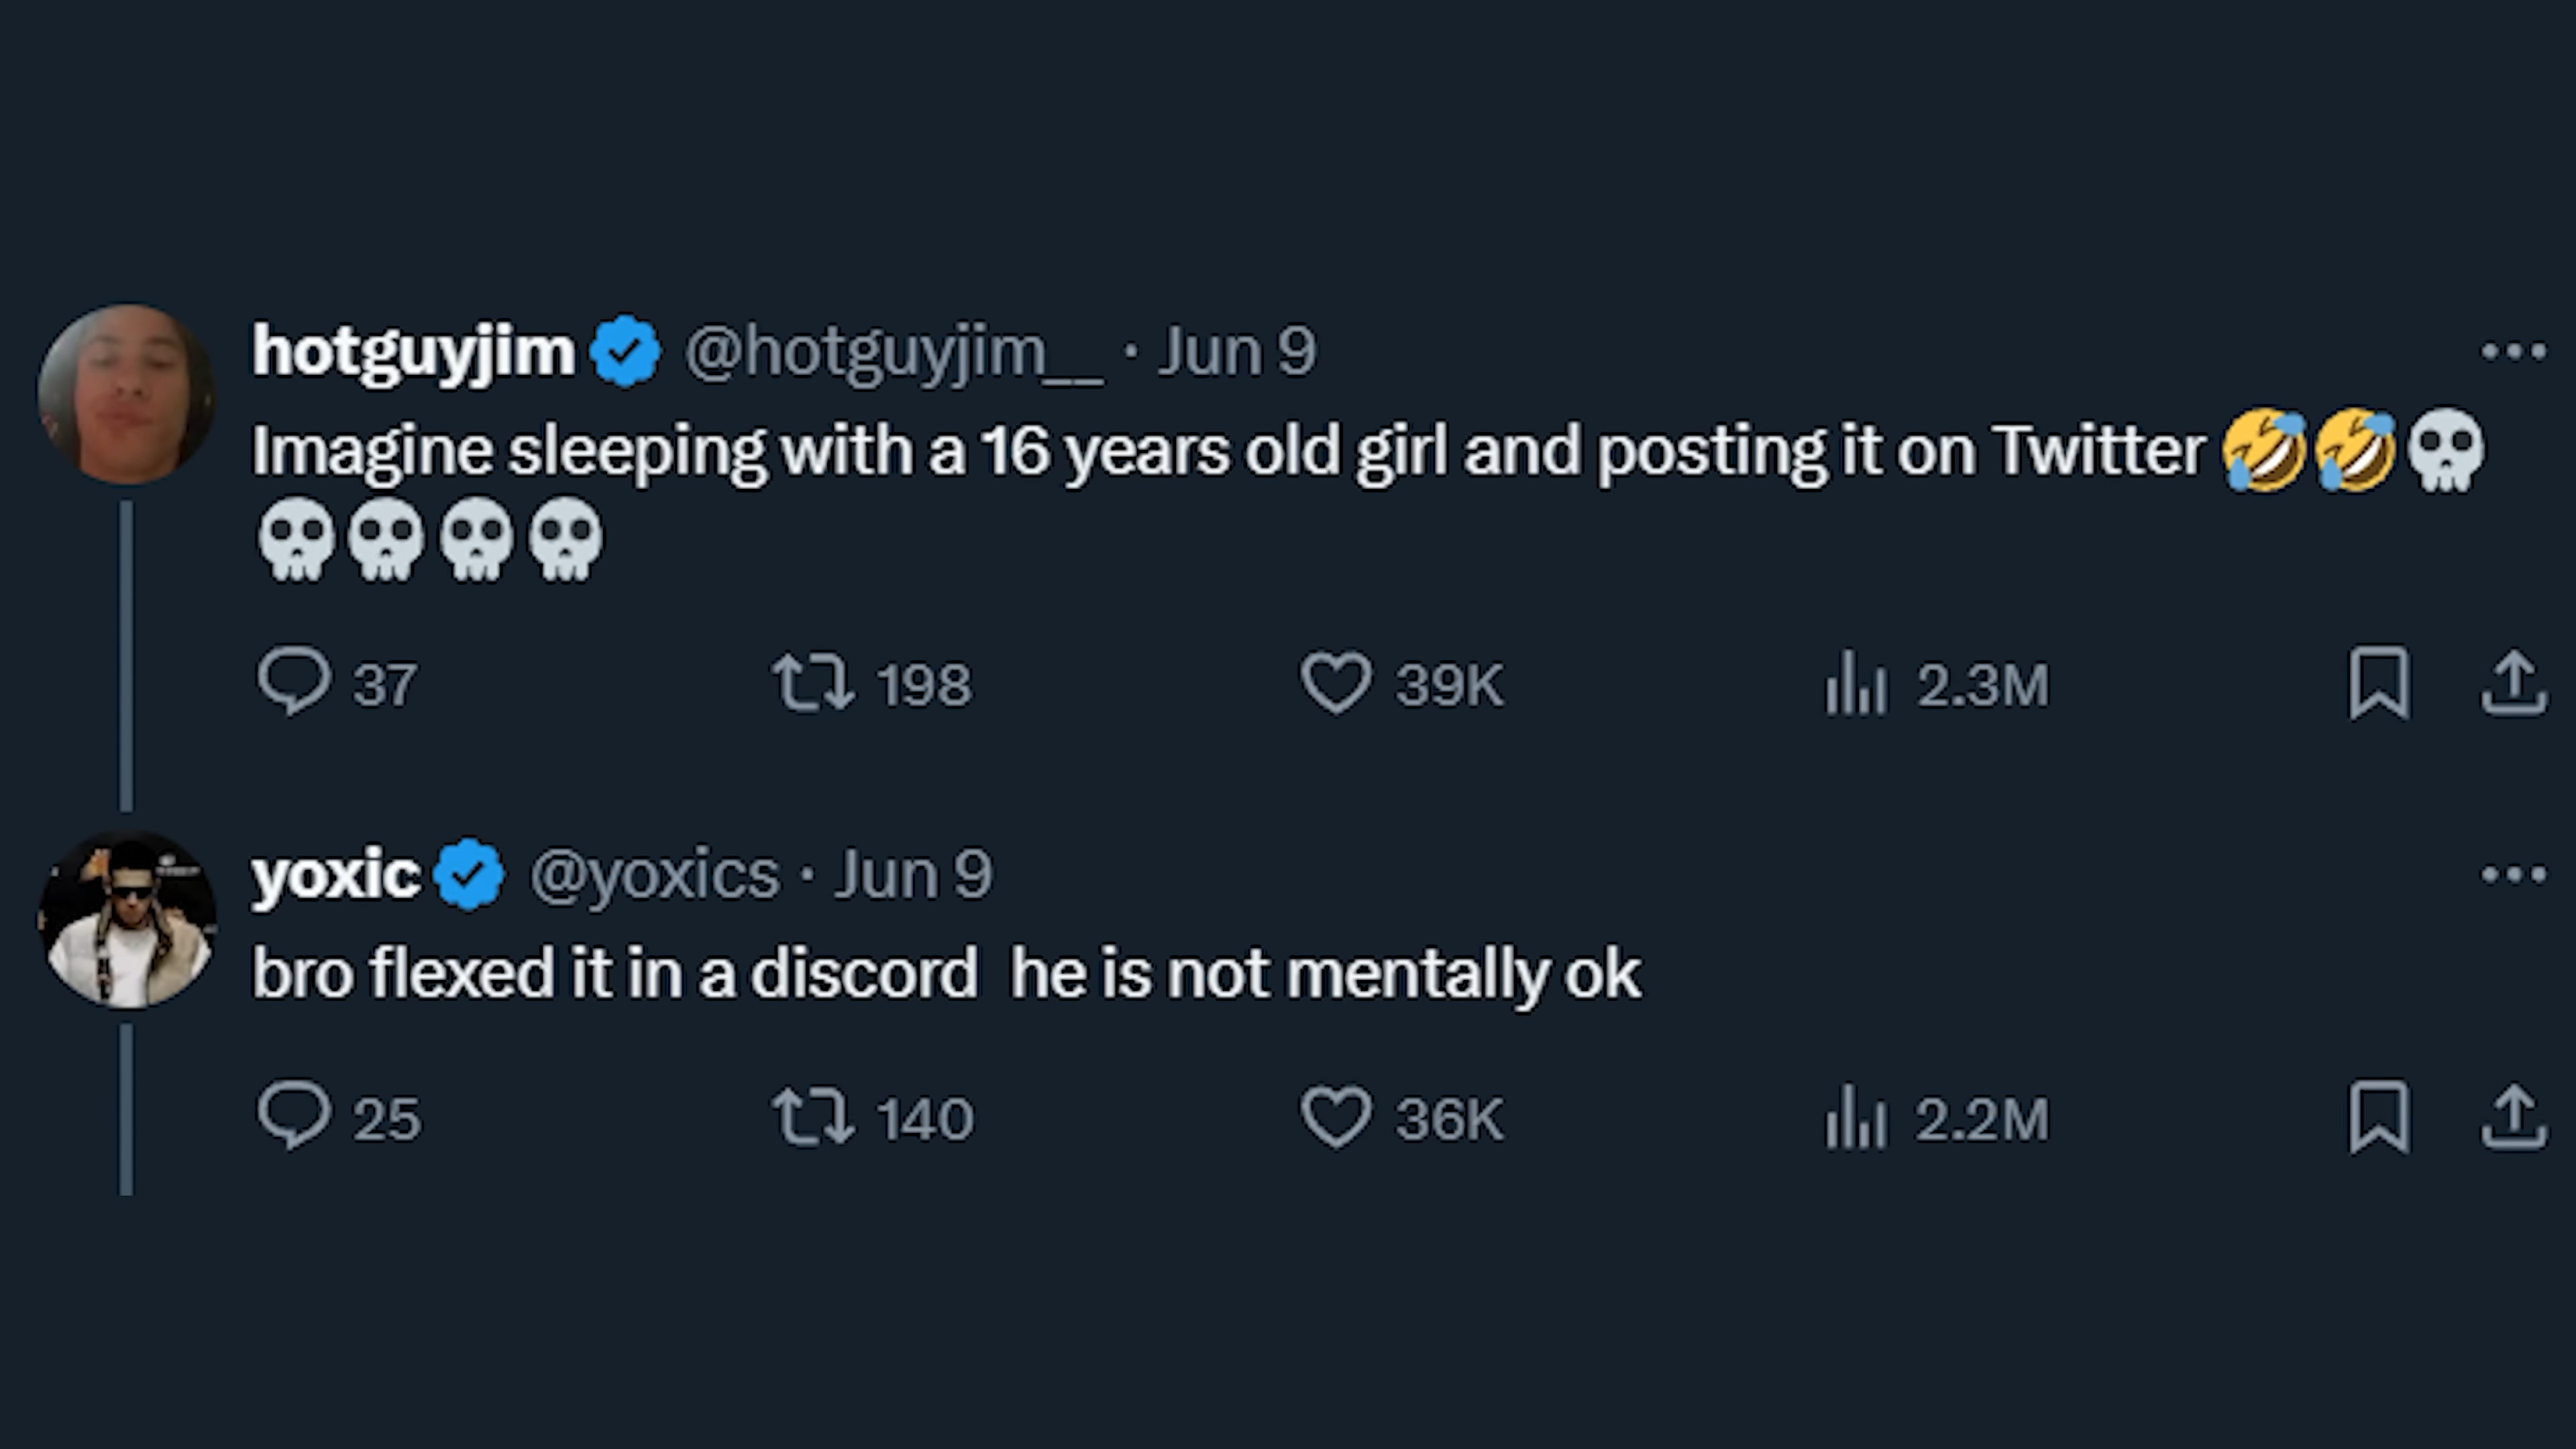 hotguyjim @hotguyjim__ · Jun 9
Imagine sleeping with a 16 years old girl and posting it on Twitter 🤣🤣💀
💀💀💀💀
37 198 39K 2.3M
yoxic @yoxics · Jun 9
bro flexed it in a discord  he is not mentally ok
25 140 36K 2.2M